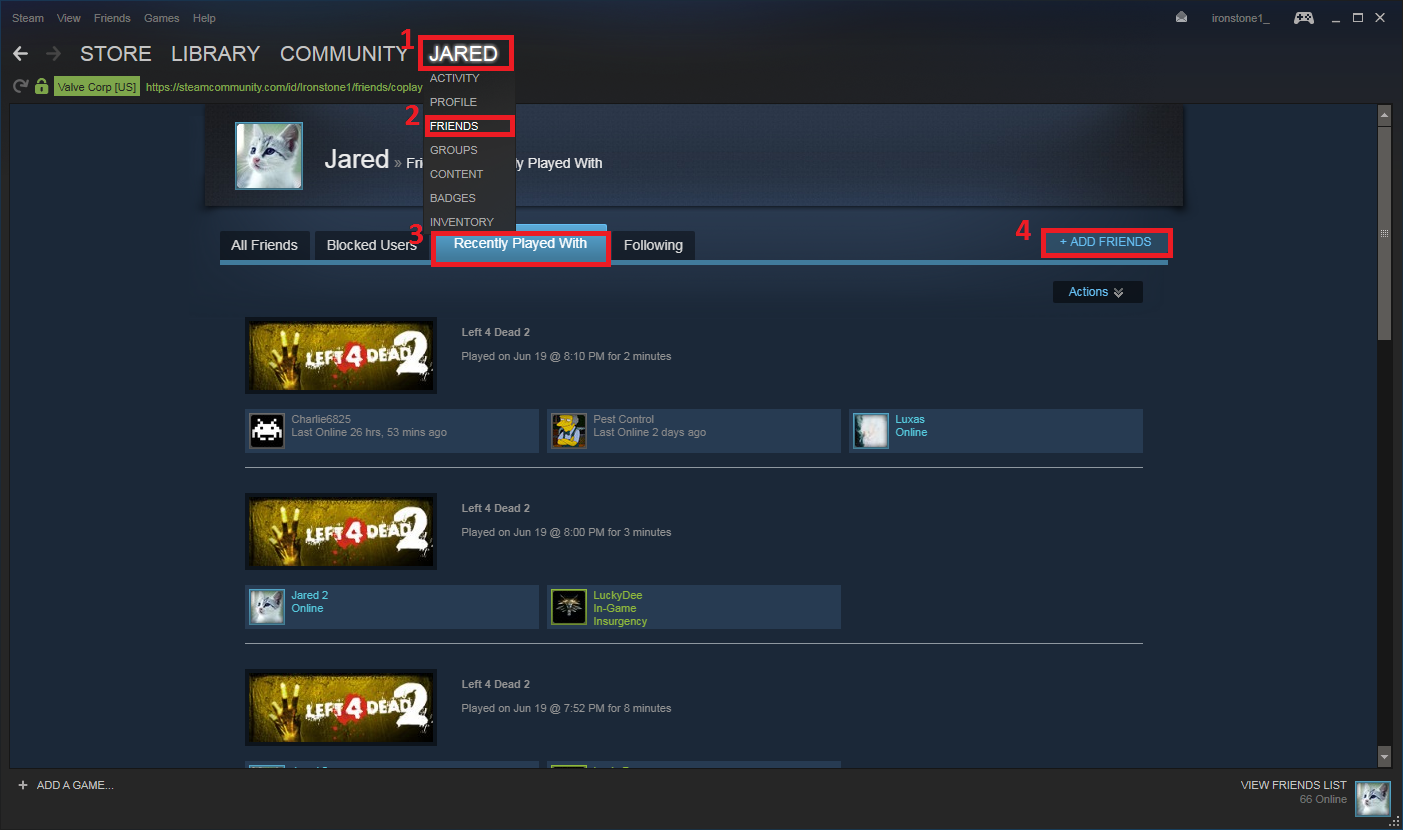 Steam View Friends Games Help
ironstone1_
STORE LIBRARY COMMUNITY 1 JARED
Valve Corp [US] https://steamcommunity.com/id/Ironstone1/friends/coplay
ACTIVITY
PROFILE
2 FRIENDS
GROUPS
CONTENT
BADGES
INVENTORY
Jared » Fri y Played With
All Friends Blocked Users 3 Recently Played With Following
4 + ADD FRIENDS
Actions
LEFT 4 DEAD 2
Left 4 Dead 2
Played on Jun 19 @ 8:10 PM for 2 minutes
Charlie6825
Last Online 26 hrs, 53 mins ago
Pest Control
Last Online 2 days ago
Luxas
Online
LEFT 4 DEAD 2
Left 4 Dead 2
Played on Jun 19 @ 8:00 PM for 3 minutes
Jared 2
Online
LuckyDee
In-Game
Insurgency
LEFT 4 DEAD 2
Left 4 Dead 2
Played on Jun 19 @ 7:52 PM for 8 minutes
+ ADD A GAME...
VIEW FRIENDS LIST
66 Online